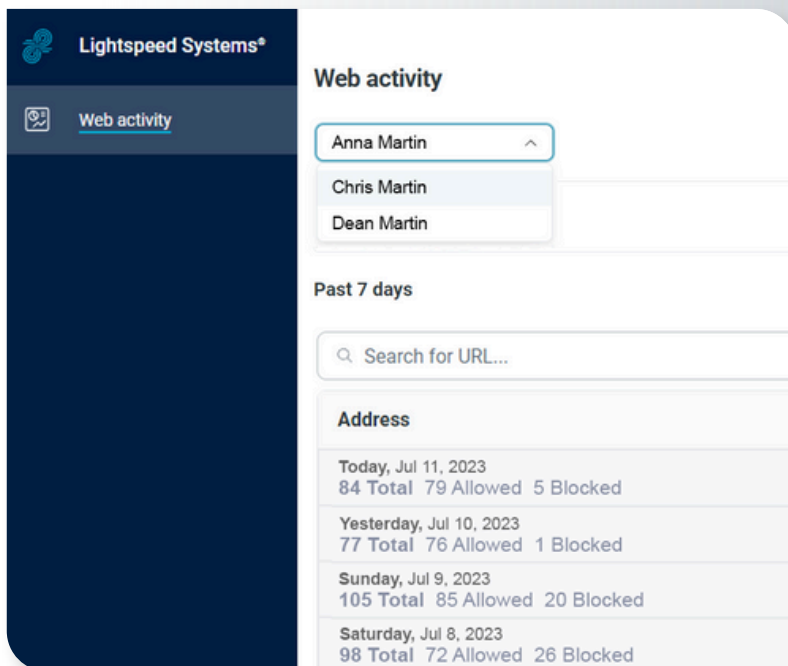 Lightspeed Systems®
Web activity
Web activity
Anna Martin
Chris Martin
Dean Martin
Past 7 days
Search for URL...
Address
Today, Jul 11, 2023
84 Total 79 Allowed 5 Blocked
Yesterday, Jul 10, 2023
77 Total 76 Allowed 1 Blocked
Sunday, Jul 9, 2023
105 Total 85 Allowed 20 Blocked
Saturday, Jul 8, 2023
98 Total 72 Allowed 26 Blocked